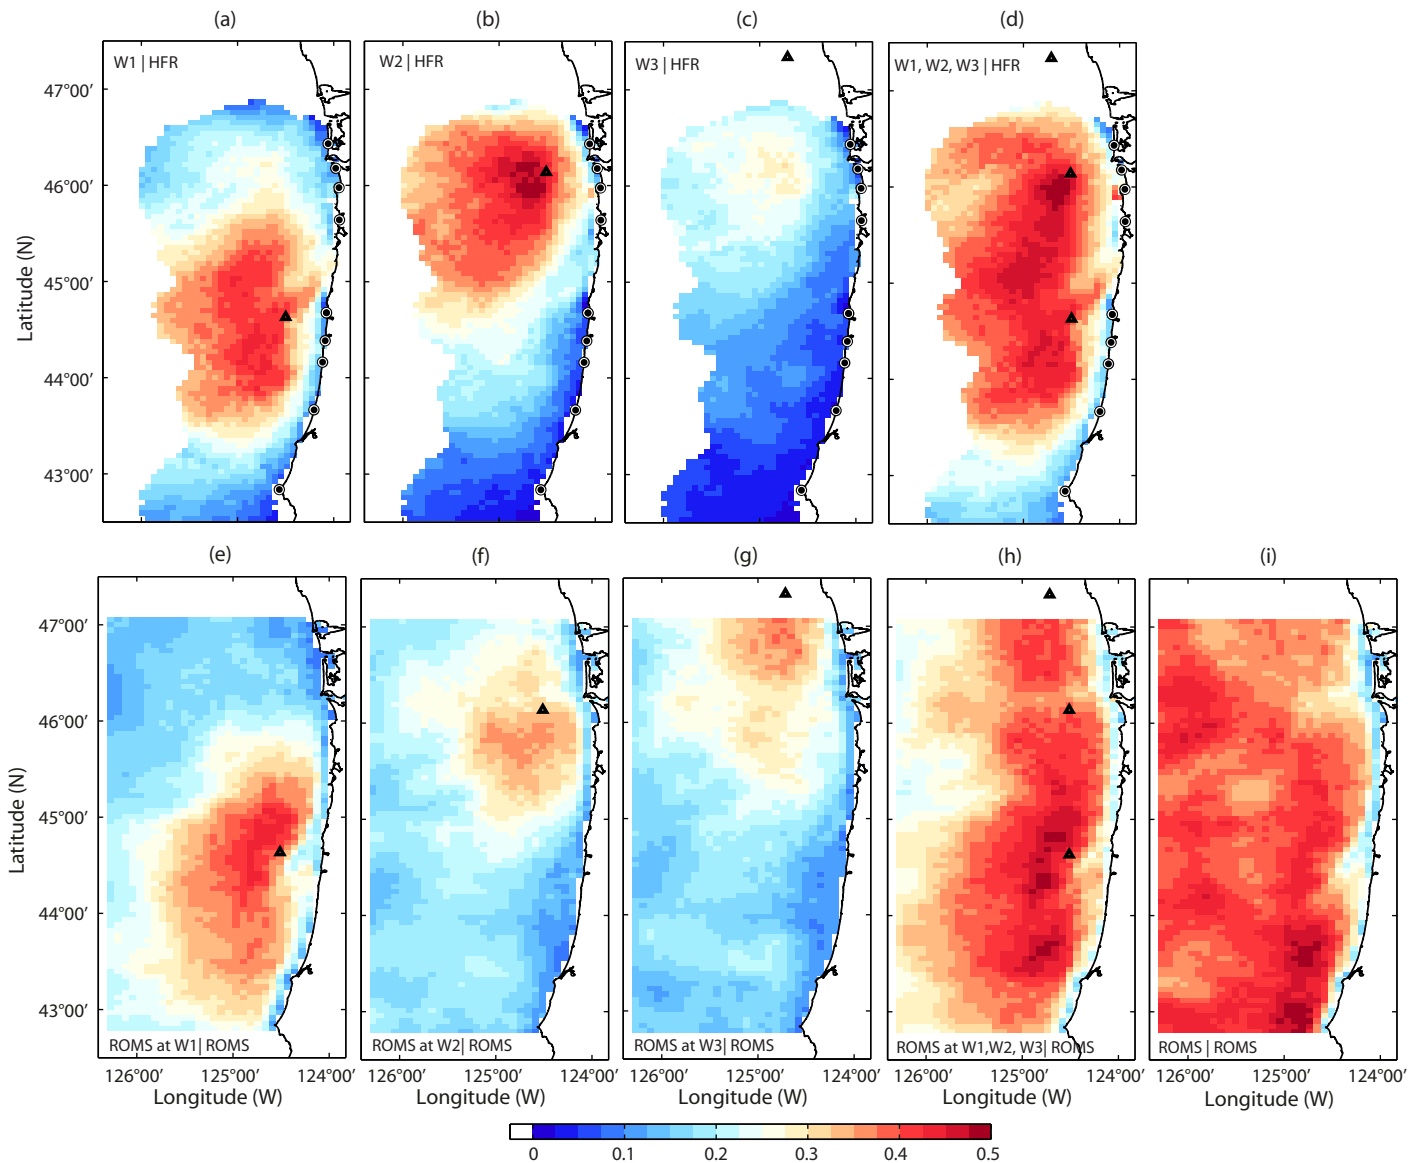 (a) (b) (c) (d)
W1 | HFR W2 | HFR W3 | HFR W1, W2, W3 | HFR
47°00′
46°00′
45°00′
44°00′
43°00′
Latitude (N)
(e) (f) (g) (h) (i)
47°00′
46°00′
45°00′
44°00′
43°00′
Latitude (N)
ROMS at W1| ROMS ROMS at W2| ROMS ROMS at W3| ROMS ROMS at W1,W2, W3| ROMS ROMS | ROMS
126°00′ 125°00′ 124°00′ 126°00′ 125°00′ 124°00′ 126°00′ 125°00′ 124°00′ 126°00′ 125°00′ 124°00′ 126°00′ 125°00′ 124°00′
Longitude (W) Longitude (W) Longitude (W) Longitude (W) Longitude (W)
0 0.1 0.2 0.3 0.4 0.5